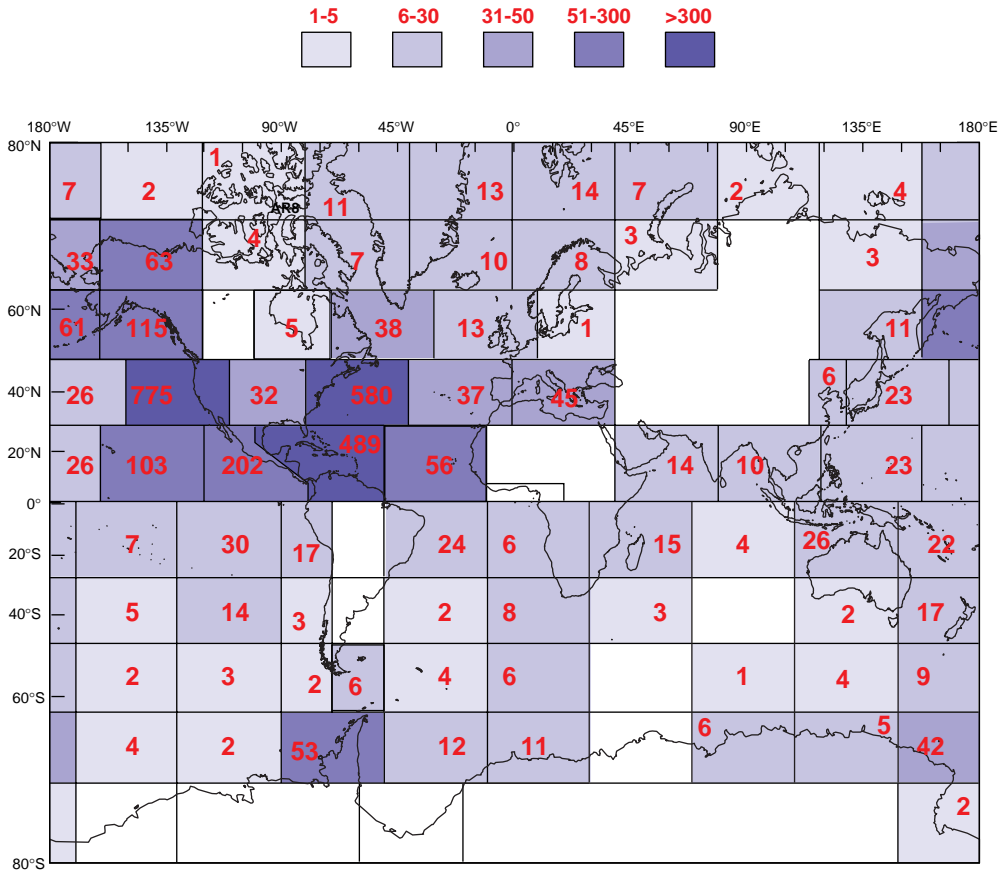 1-5 6-30 31-50 51-300 >300
180°W 135°W 90°W 45°W 0° 45°E 90°E 135°E 180°E
80°N
1
7 2 13 14 7 2 4
11 AR8
4 3
33 63 7 10 8 3
60°N
61 115 5 38 13 1 11
6
40°N 26 775 32 580 37 45 23
489
20°N 26 103 202 56 14 10 23
0°
20°S 7 30 17 24 6 15 4 26 22
40°S 5 14 3 2 8 3 2 17
60°S 2 3 2 6 4 6 1 4 9
6 5
4 2 53 12 11 42
2
80°S